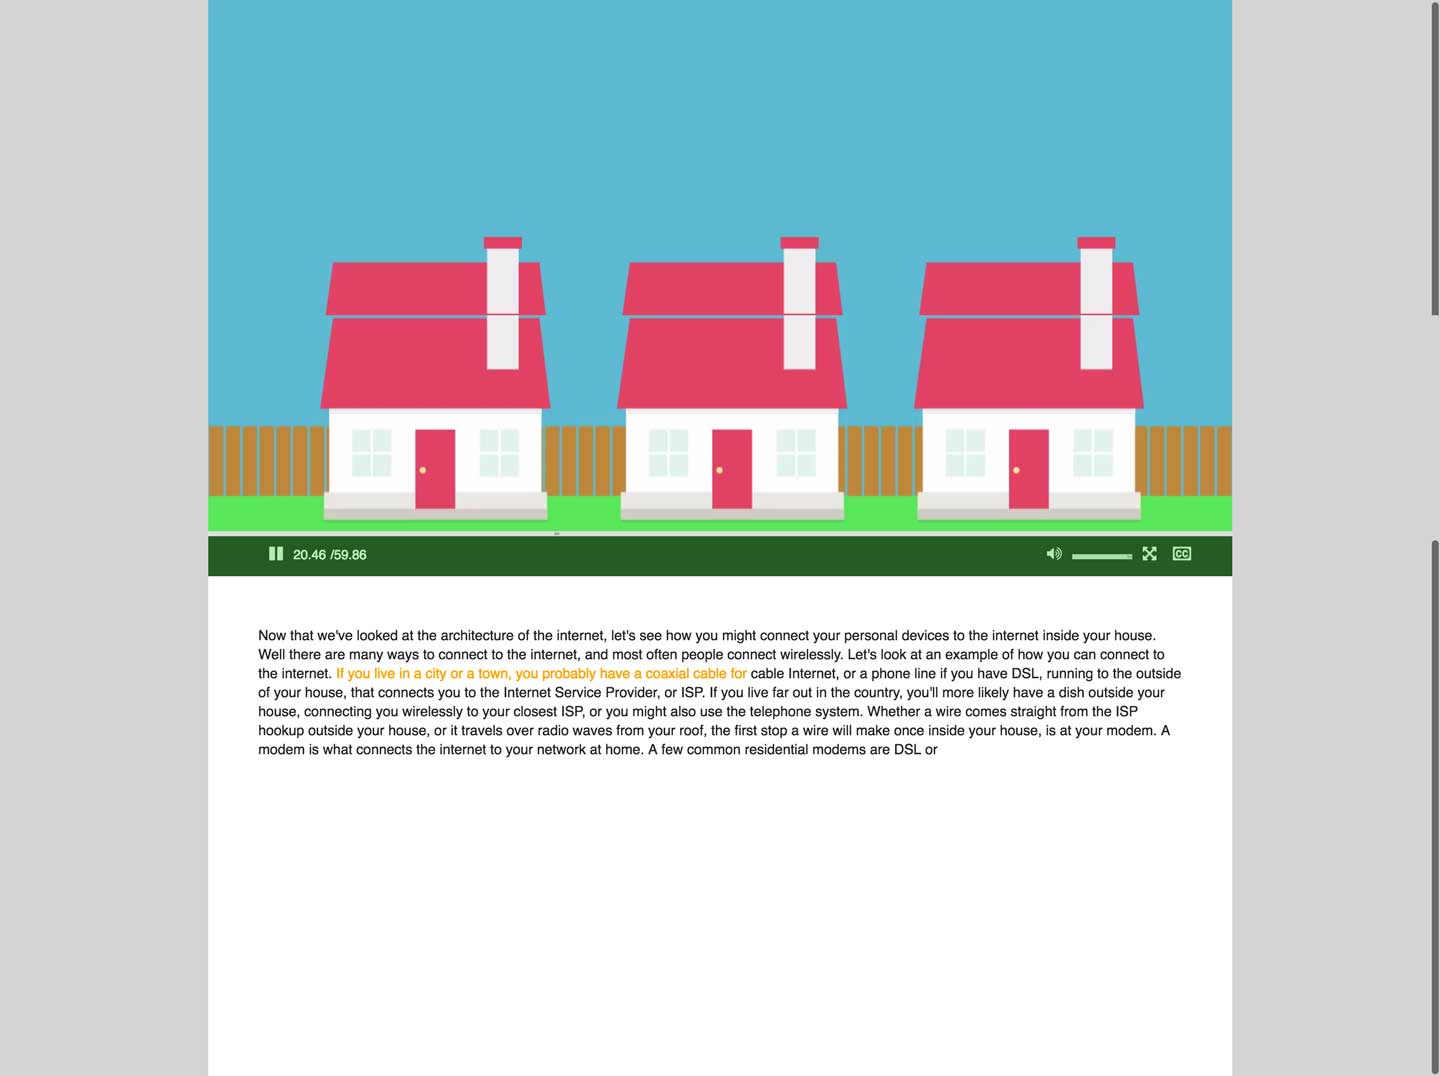 20.46 /59.86
CC
Now that we've looked at the architecture of the internet, let's see how you might connect your personal devices to the internet inside your house.
Well there are many ways to connect to the internet, and most often people connect wirelessly. Let's look at an example of how you can connect to
the internet. If you live in a city or a town, you probably have a coaxial cable for cable Internet, or a phone line if you have DSL, running to the outside
of your house, that connects you to the Internet Service Provider, or ISP. If you live far out in the country, you'll more likely have a dish outside your
house, connecting you wirelessly to your closest ISP, or you might also use the telephone system. Whether a wire comes straight from the ISP
hookup outside your house, or it travels over radio waves from your roof, the first stop a wire will make once inside your house, is at your modem. A
modem is what connects the internet to your network at home. A few common residential modems are DSL or